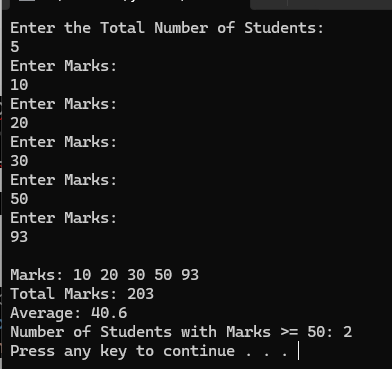 Enter the Total Number of Students:
5
Enter Marks:
10
Enter Marks:
20
Enter Marks:
30
Enter Marks:
50
Enter Marks:
93
Marks: 10 20 30 50 93
Total Marks: 203
Average: 40.6
Number of Students with Marks >= 50: 2
Press any key to continue . . .